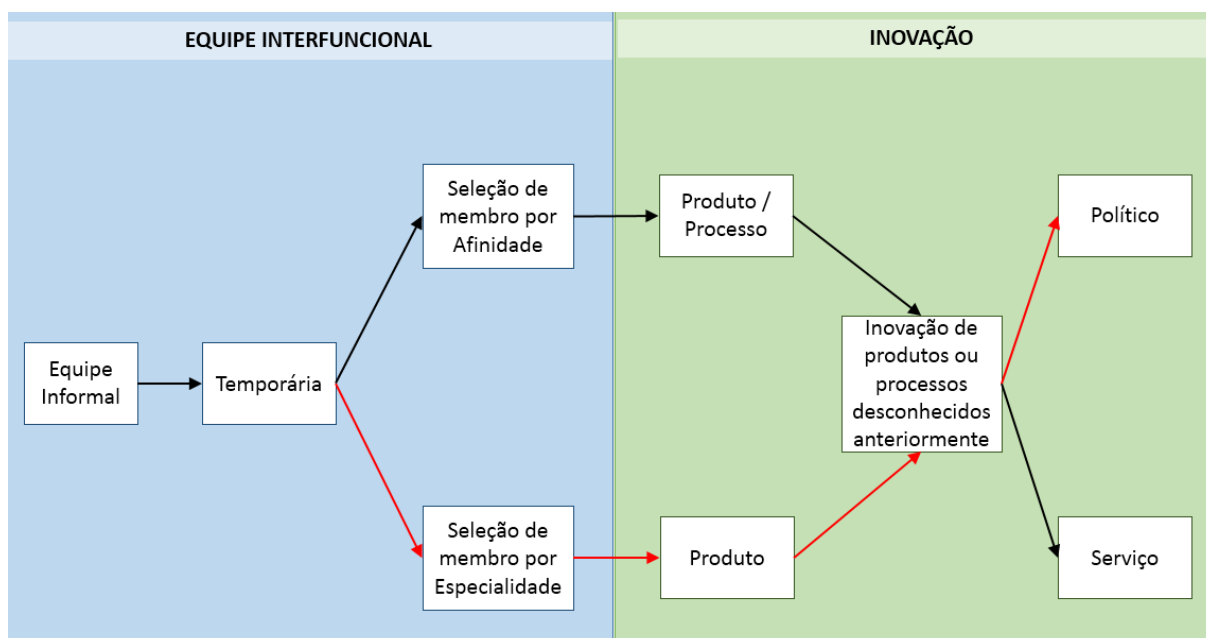 EQUIPE INTERFUNCIONAL
INOVAÇÃO
Seleção de
membro por
Afinidade
Produto /
Processo
Político
Equipe
Informal
Temporária
Inovação de
produtos ou
processos
desconhecidos
anteriormente
Seleção de
membro por
Especialidade
Produto
Serviço